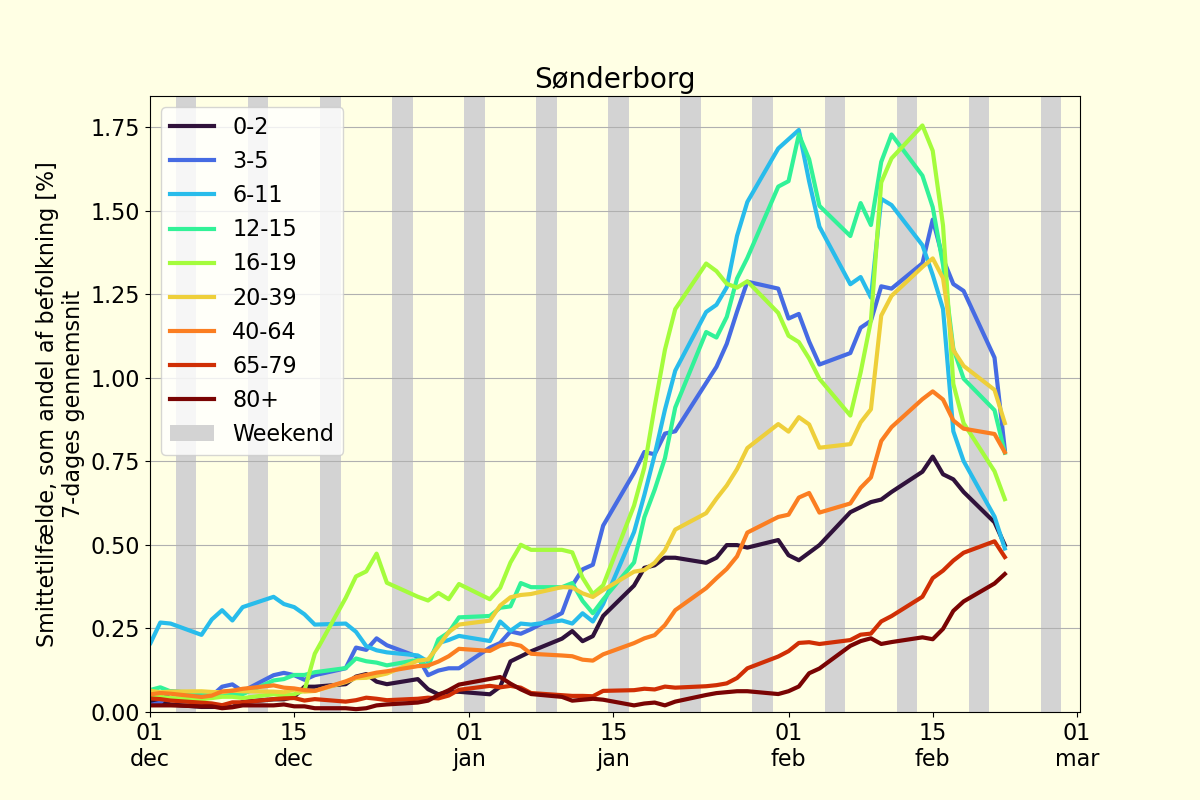 Sønderborg
Smittetilfælde, som andel af befolkning [%]
7-dages gennemsnit
1.75
1.50
1.25
1.00
0.75
0.50
0.25
0.00
0-2
3-5
6-11
12-15
16-19
20-39
40-64
65-79
80+
Weekend
01 15 01 15 01 15 01
dec dec jan jan feb feb mar